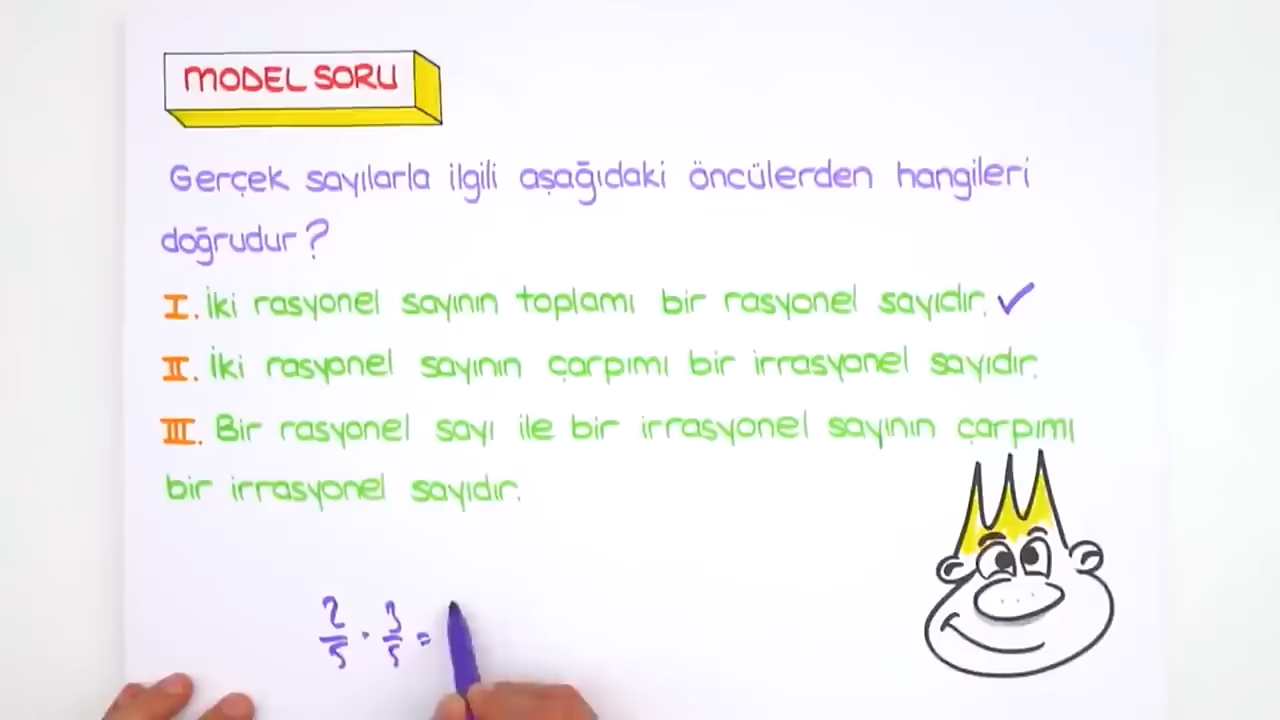 MODEL SORU
Gerçek sayılarla ilgili aşağıdaki öncülerden hangileri
doğrudur?
I. İki rasyonel sayının toplamı bir rasyonel sayıdır. ✓
II. İki rasyonel sayının çarpımı bir irrasyonel sayıdır.
III. Bir rasyonel sayı ile bir irrasyonel sayının çarpımı
bir irrasyonel sayıdır.
2/5 · 3/5 =